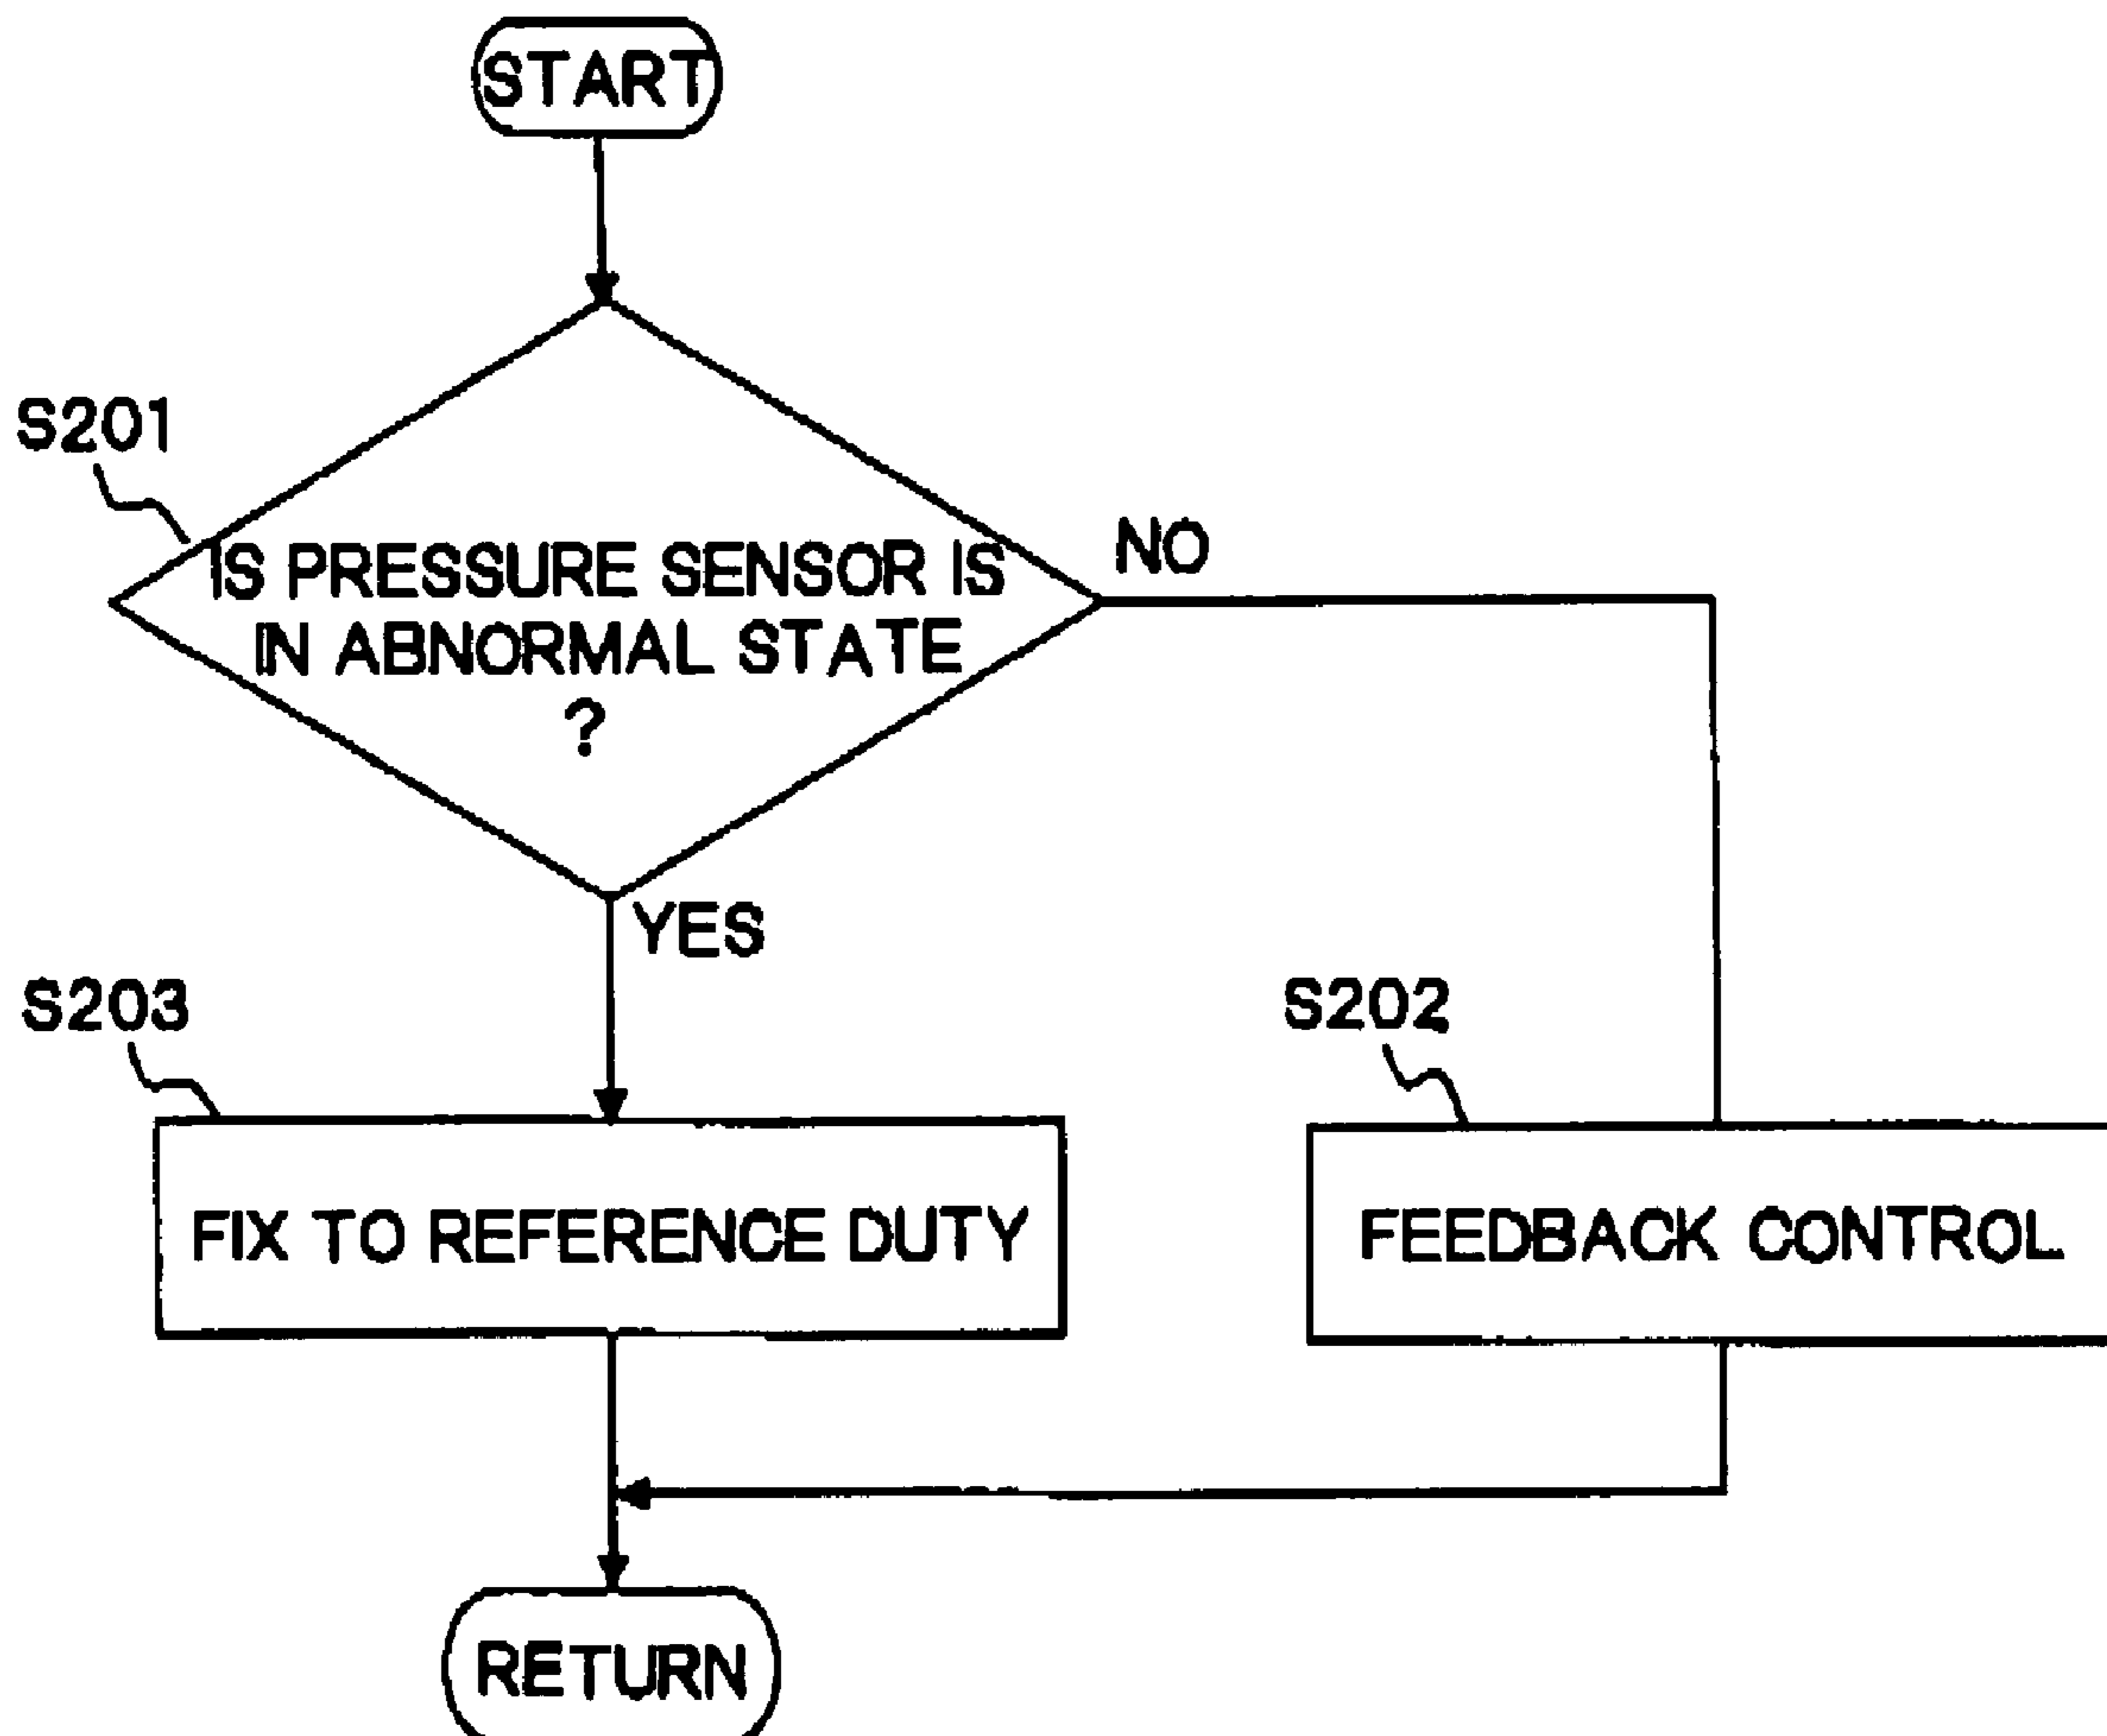 START
S201
IS PRESSURE SENSOR IS
IN ABNORMAL STATE
?
NO
YES
S203
S202
FIX TO REFERENCE DUTY
FEEDBACK CONTROL
RETURN